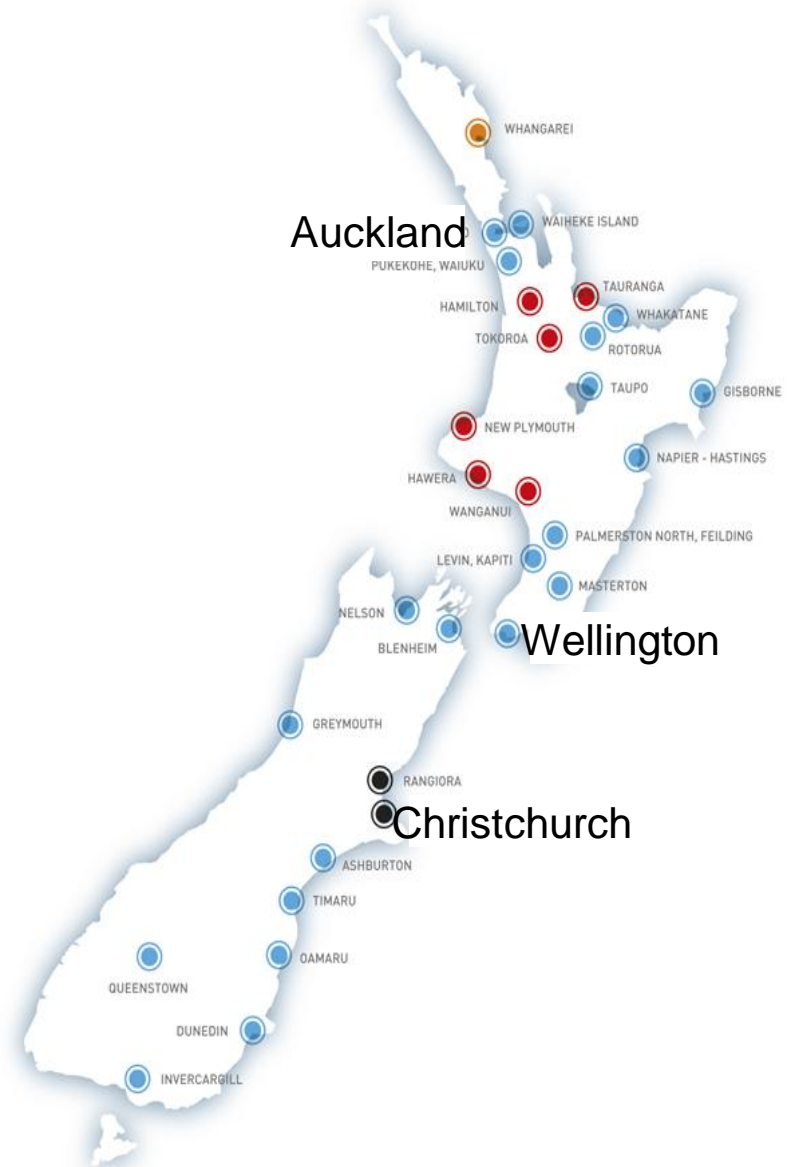 WHANGAREI
WAIHEKE ISLAND
Auckland
PUKEKOHE, WAIUKU
TAURANGA
HAMILTON
WHAKATANE
TOKOROA
ROTORUA
TAUPO
GISBORNE
NEW PLYMOUTH
NAPIER - HASTINGS
HAWERA
WANGANUI
PALMERSTON NORTH, FEILDING
LEVIN, KAPITI
MASTERTON
NELSON
Wellington
BLENHEIM
GREYMOUTH
RANGIORA
Christchurch
ASHBURTON
TIMARU
OAMARU
QUEENSTOWN
DUNEDIN
INVERCARGILL